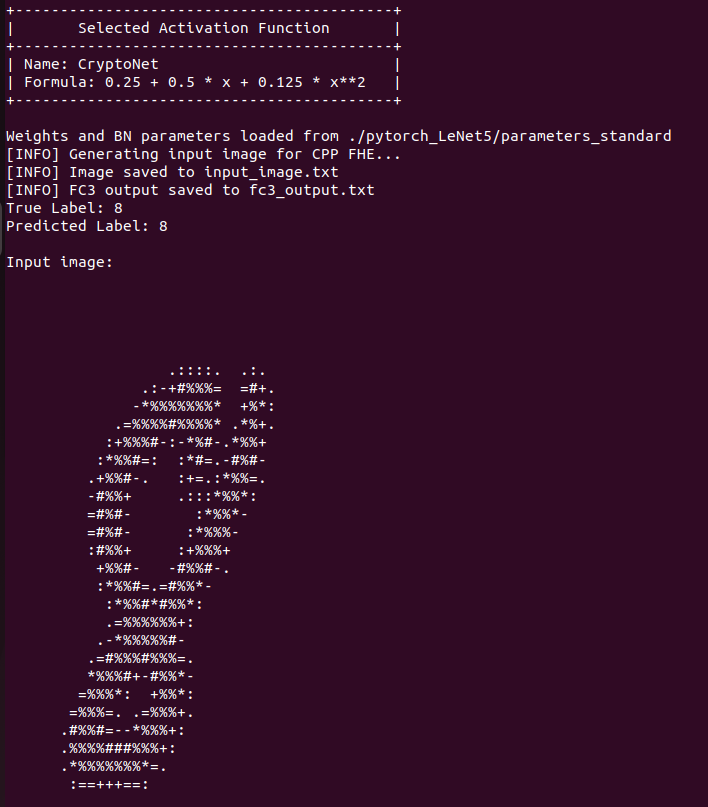 +------------------------------------------+
|       Selected Activation Function       |
+------------------------------------------+
| Name: CryptoNet                          |
| Formula: 0.25 + 0.5 * x + 0.125 * x**2   |
+------------------------------------------+

Weights and BN parameters loaded from ./pytorch_LeNet5/parameters_standard
[INFO] Generating input image for CPP FHE...
[INFO] Image saved to input_image.txt
[INFO] FC3 output saved to fc3_output.txt
True Label: 8
Predicted Label: 8

Input image:

                  .::::.  .:.
               .:-+#%%%=  =#+.
              -*%%%%%%%*  +%*:
            .=%%%%#%%%%* .*%+.
           :+%%%#-:-*%#-.*%%+
          :*%%#=:  :*#=.-#%#-
         .+%%#-.   :+=.:*%%=.
         -#%%+     .:::*%%*:
         =#%#-       :*%%*-
         =#%#-      :*%%%-
         :#%%+     :+%%%+
          +%%#-   -#%%#-.
          :*%%#=.=#%%*-
           :*%%#*#%%*:
           .=%%%%%%+:
          .-*%%%%%#-
         .=#%%%#%%%=.
         *%%%#+-#%%*-
        =%%%*:  +%%*:
       =%%%=. .=%%%+.
      .#%%#=--*%%%+:
      .%%%%###%%%+:
      .*%%%%%%%*=.
       :==+++==: